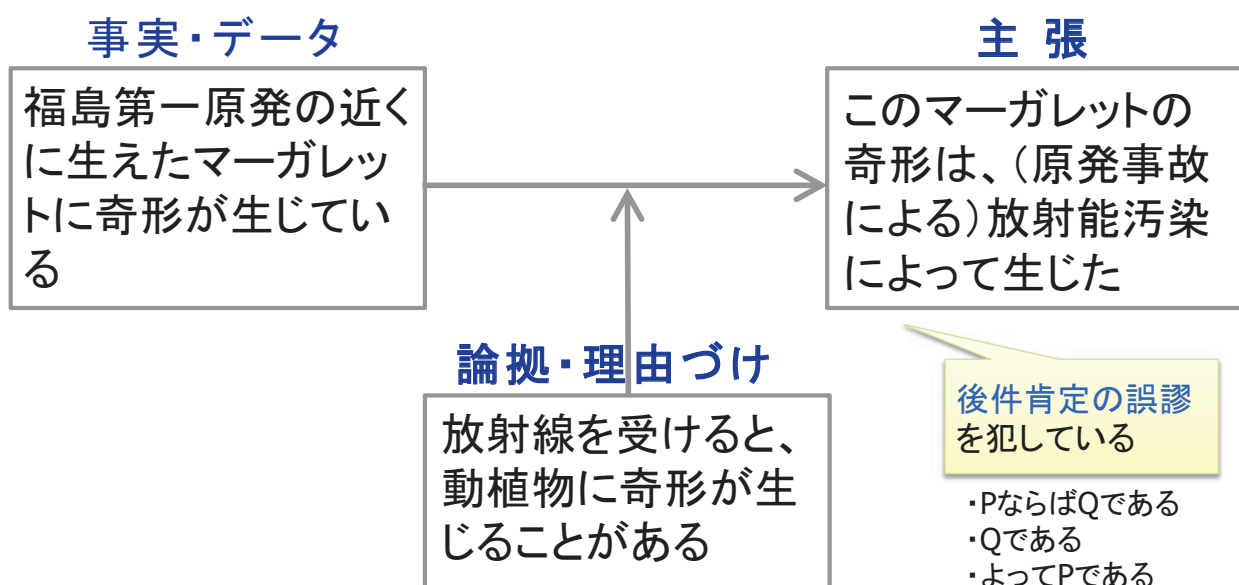 事実・データ
福島第一原発の近く
に生えたマーガレッ
トに奇形が生じてい
る
主 張
このマーガレットの
奇形は、（原発事故
による）放射能汚染
によって生じた
論拠・理由づけ
放射線を受けると、
動植物に奇形が生
じることがある
後件肯定の誤謬
を犯している
・PならばQである
・Qである
・よってPである